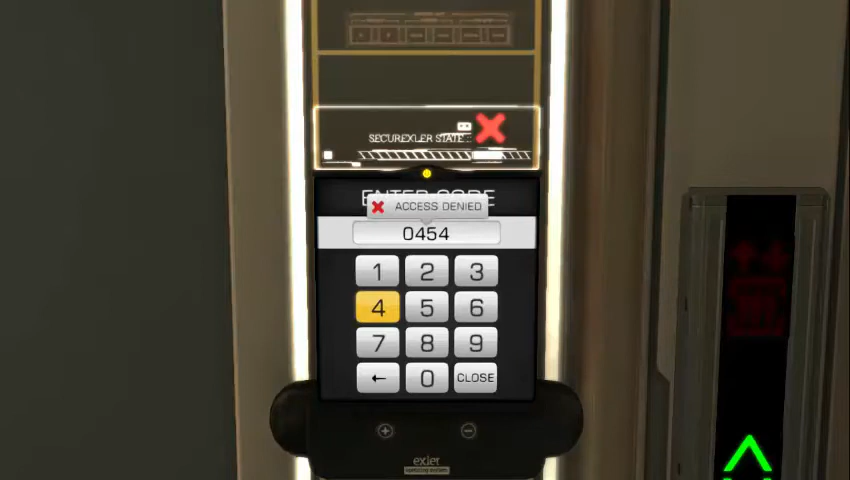 SECUREXLER STATE
ENTER CODE
ACCESS DENIED
0454
1 2 3
4 5 6
7 8 9
← 0 CLOSE
+ −
exler